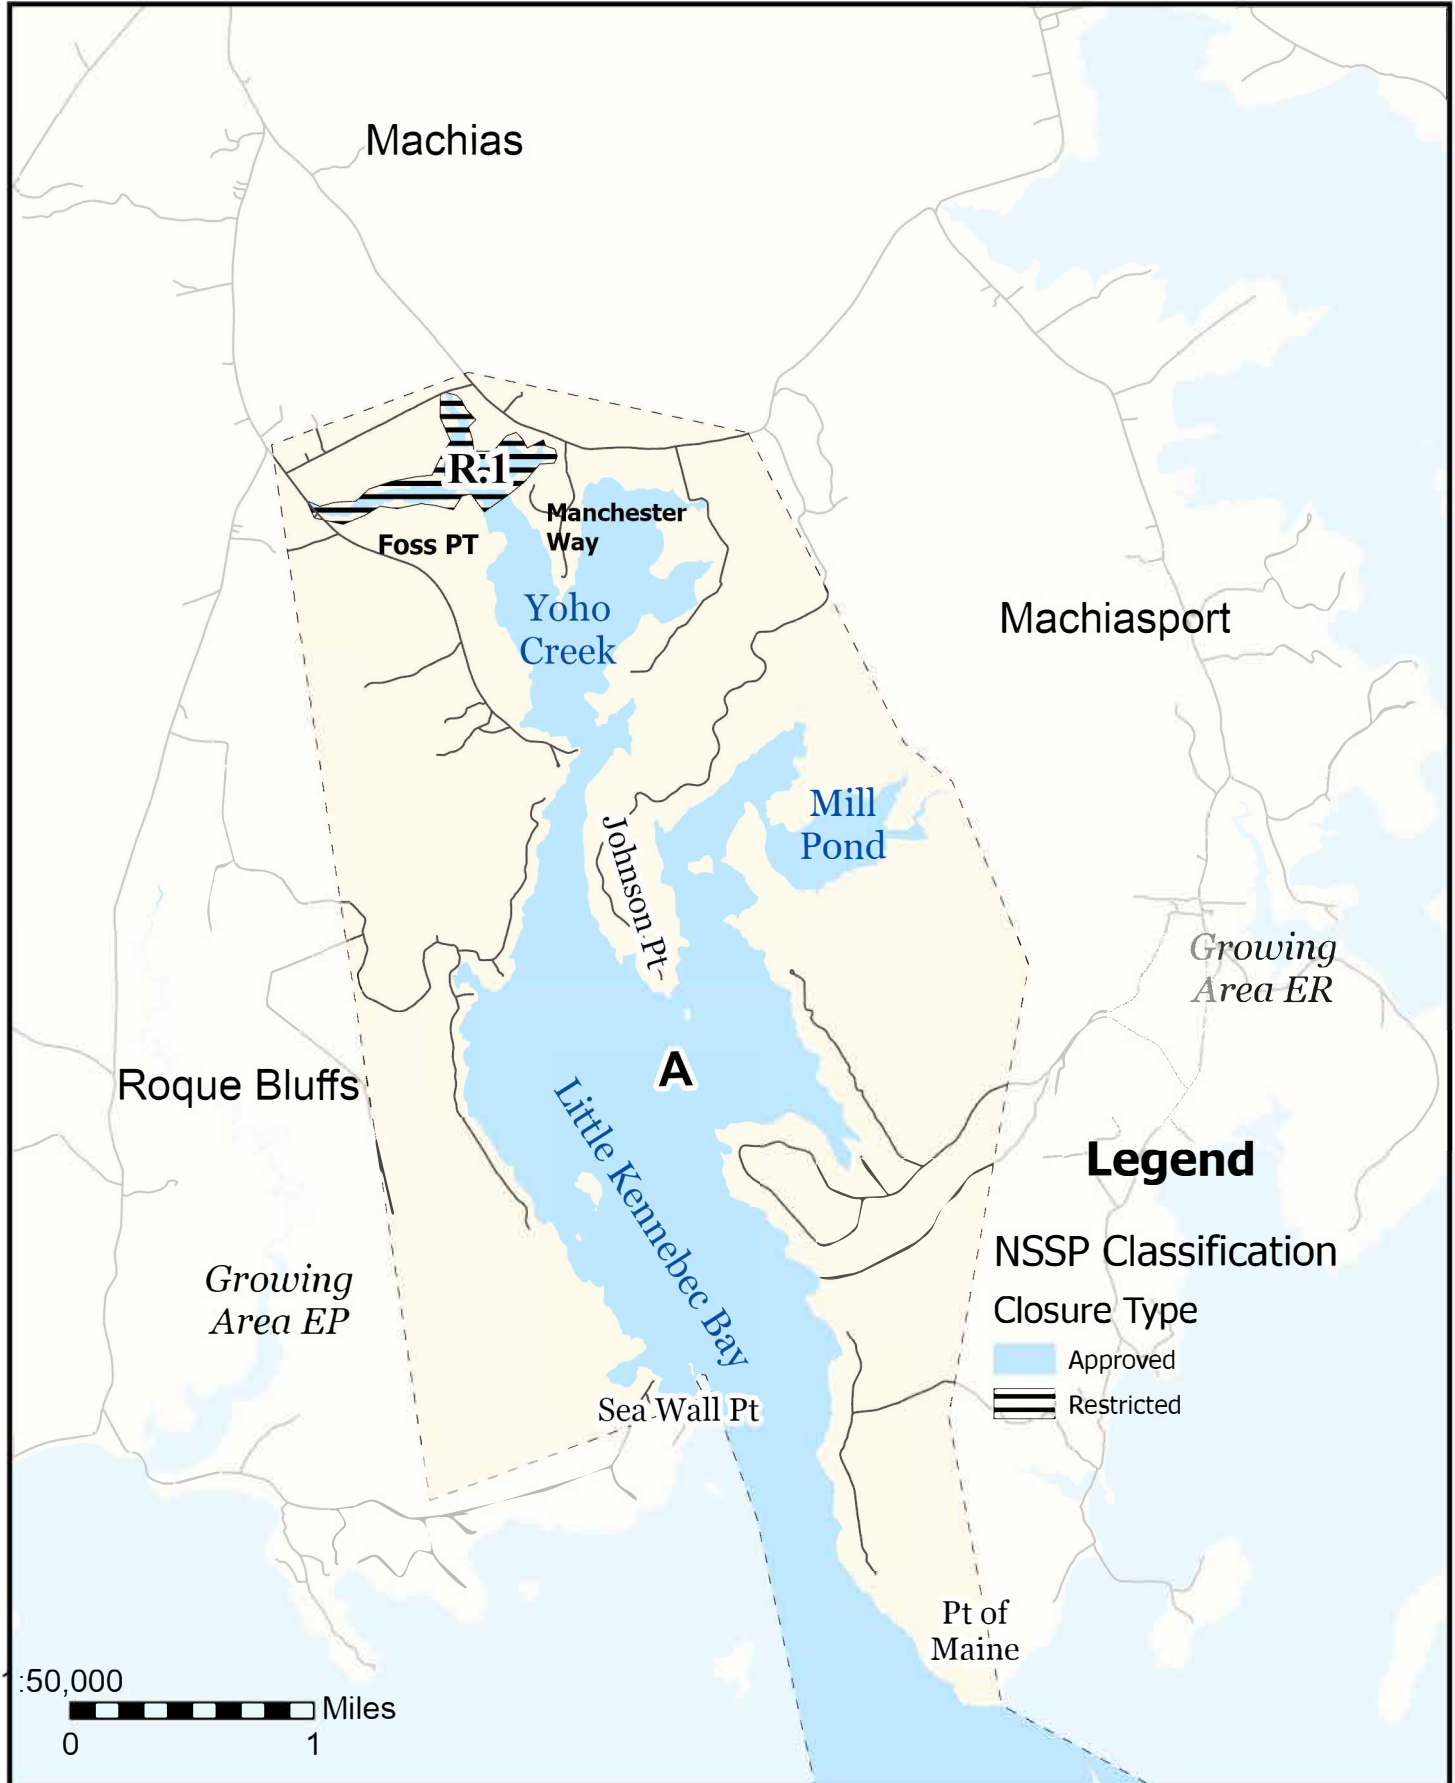 Machias
R.1
Manchester
Way
Foss PT
Yoho
Creek
Machiasport
Mill
Pond
Johnson Pt
Growing
Area ER
A
Roque Bluffs
Little Kennebec Bay
Legend
NSSP Classification
Closure Type
Approved
Restricted
Growing
Area EP
Sea Wall Pt
Pt of
Maine
:50,000
Miles
0 1